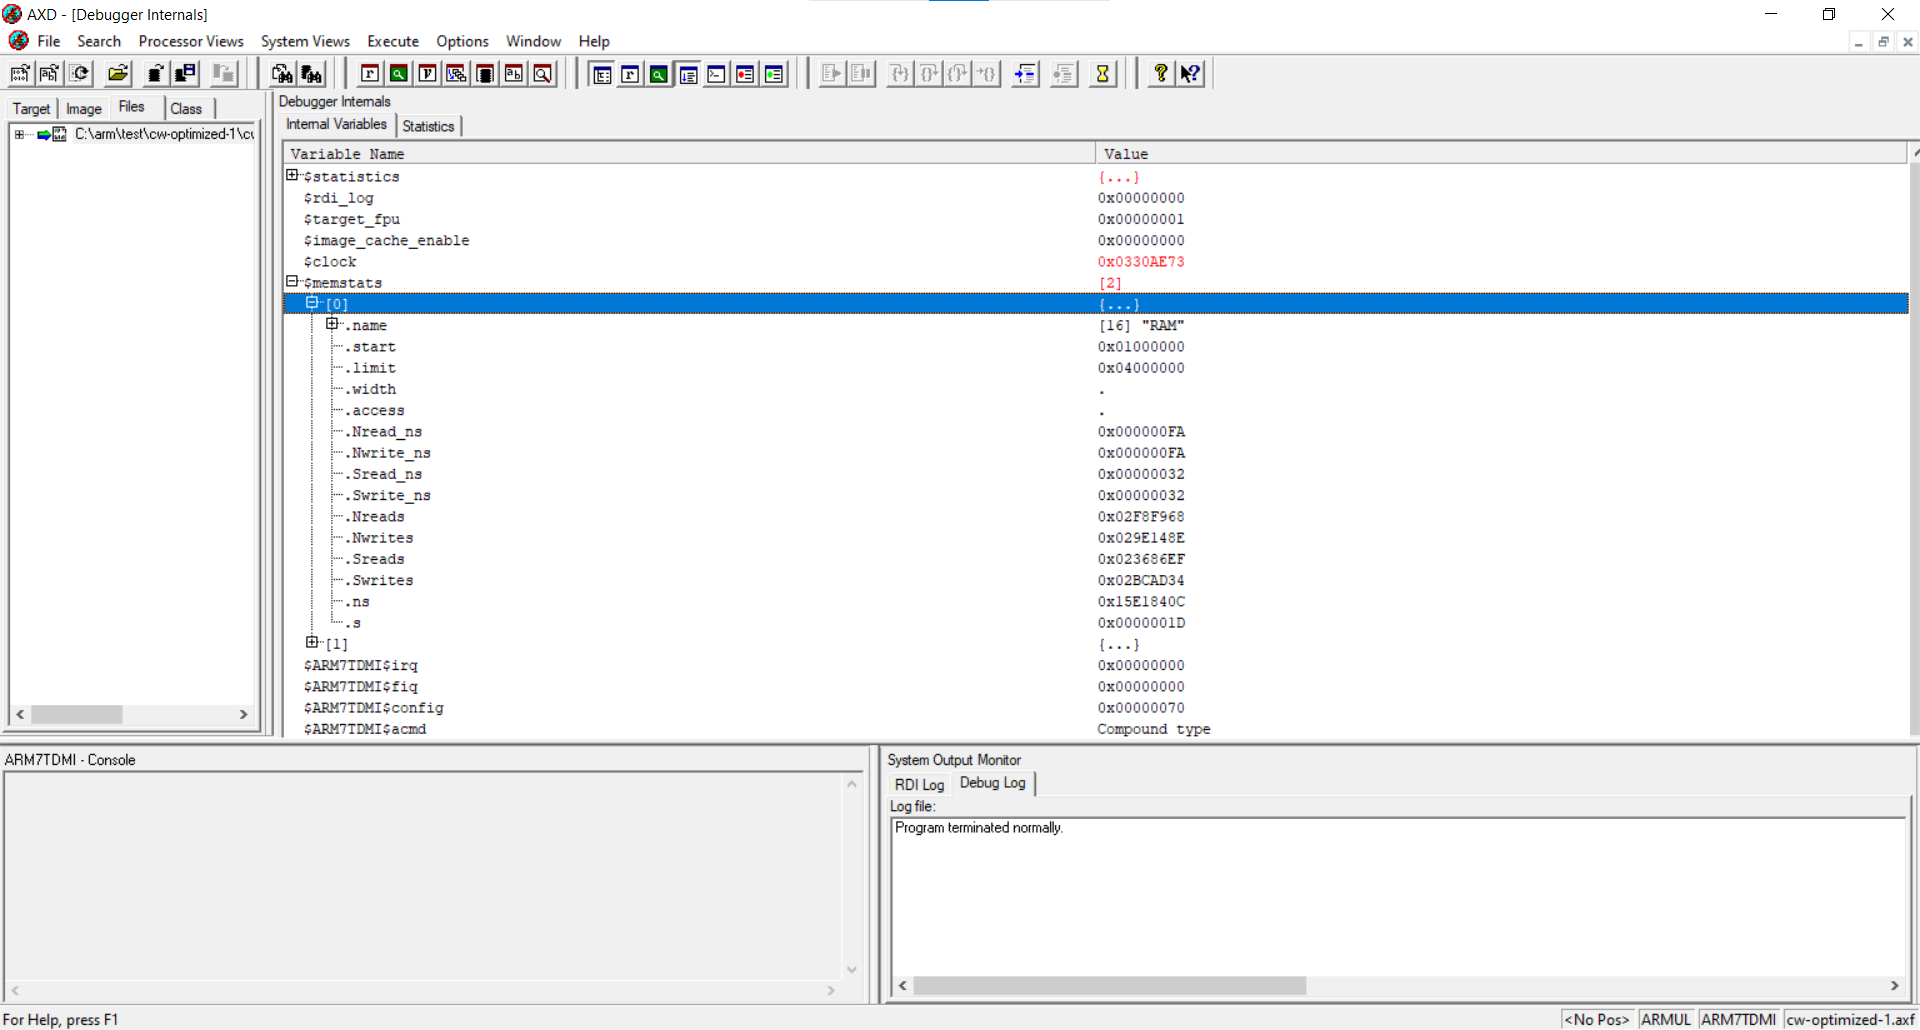 AXD - [Debugger Internals]
File Search Processor Views System Views Execute Options Window Help
Target Image Files Class
C:\arm\test\cw-optimized-1\cu
Debugger Internals
Internal Variables Statistics
Variable Name Value
$statistics {...}
$rdi_log 0x00000000
$target_fpu 0x00000001
$image_cache_enable 0x00000000
$clock 0x0330AE73
$memstats [2]
[0] {...}
.name [16] "RAM"
.start 0x01000000
.limit 0x04000000
.width .
.access .
.Nread_ns 0x000000FA
.Nwrite_ns 0x000000FA
.Sread_ns 0x00000032
.Swrite_ns 0x00000032
.Nreads 0x02F8F968
.Nwrites 0x029E148E
.Sreads 0x023686EF
.Swrites 0x02BCAD34
.ns 0x15E1840C
.s 0x0000001D
[1] {...}
$ARM7TDMI$irq 0x00000000
$ARM7TDMI$fiq 0x00000000
$ARM7TDMI$config 0x00000070
$ARM7TDMI$acmd Compound type
ARM7TDMI - Console
System Output Monitor
RDI Log Debug Log
Log file:
Program terminated normally.
For Help, press F1
<No Pos> ARMUL ARM7TDMI cw-optimized-1.axf